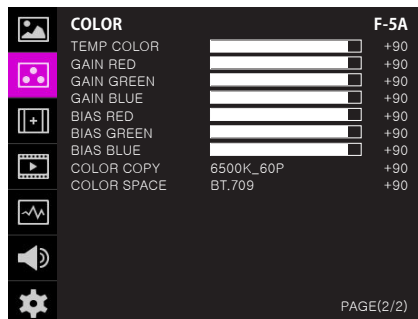 COLOR F-5A
TEMP COLOR +90
GAIN RED +90
GAIN GREEN +90
GAIN BLUE +90
BIAS RED +90
BIAS GREEN +90
BIAS BLUE +90
COLOR COPY 6500K_60P +90
COLOR SPACE BT.709 +90
PAGE(2/2)